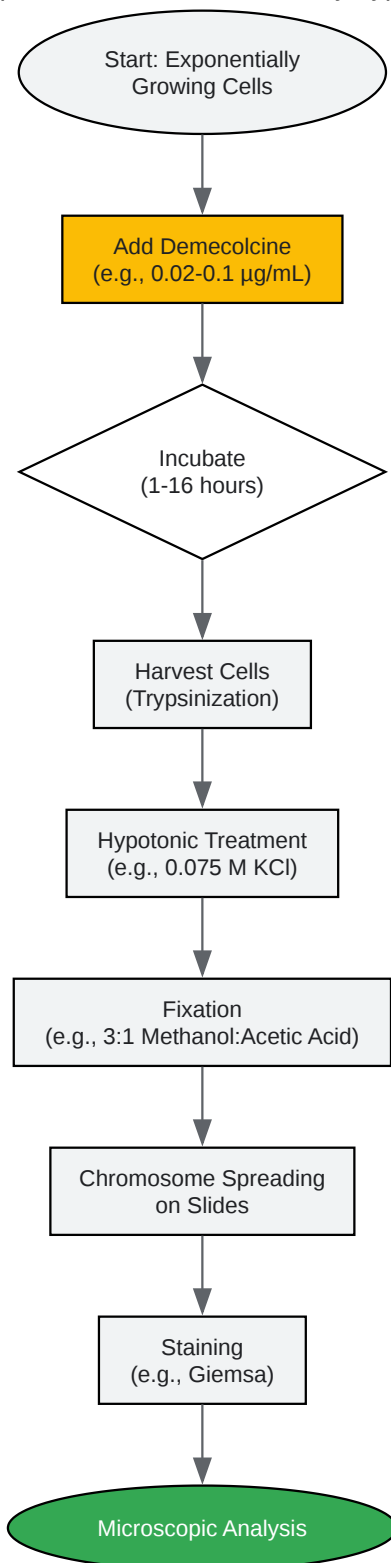 Start: Exponentially
Growing Cells
Add Demecolcine
(e.g., 0.02-0.1 µg/mL)
Incubate
(1-16 hours)
Harvest Cells
(Trypsinization)
Hypotonic Treatment
(e.g., 0.075 M KCl)
Fixation
(e.g., 3:1 Methanol:Acetic Acid)
Chromosome Spreading
on Slides
Staining
(e.g., Giemsa)
Microscopic Analysis